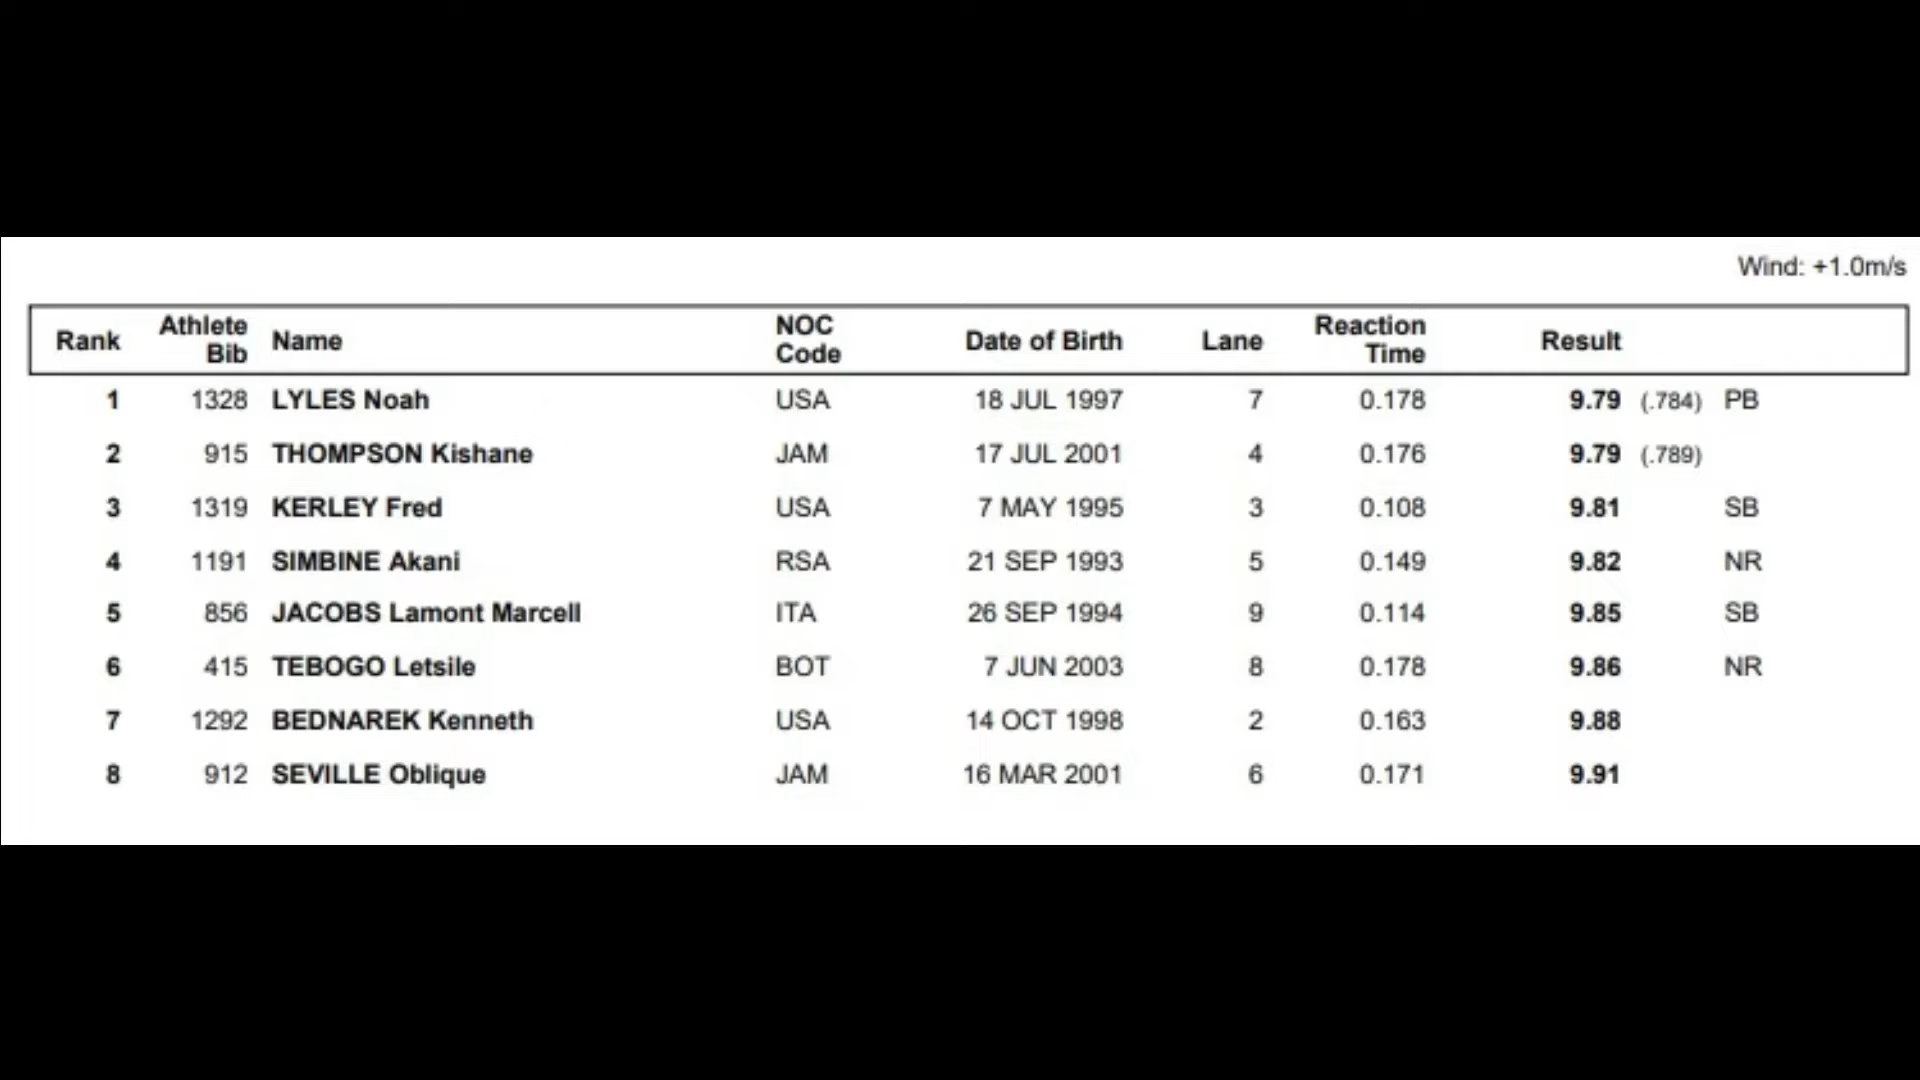 Wind: +1.0m/s
Rank Athlete Bib Name NOC Code Date of Birth Lane Reaction Time Result
1 1328 LYLES Noah USA 18 JUL 1997 7 0.178 9.79 (.784) PB
2 915 THOMPSON Kishane JAM 17 JUL 2001 4 0.176 9.79 (.789)
3 1319 KERLEY Fred USA 7 MAY 1995 3 0.108 9.81 SB
4 1191 SIMBINE Akani RSA 21 SEP 1993 5 0.149 9.82 NR
5 856 JACOBS Lamont Marcell ITA 26 SEP 1994 9 0.114 9.85 SB
6 415 TEBOGO Letsile BOT 7 JUN 2003 8 0.178 9.86 NR
7 1292 BEDNAREK Kenneth USA 14 OCT 1998 2 0.163 9.88
8 912 SEVILLE Oblique JAM 16 MAR 2001 6 0.171 9.91